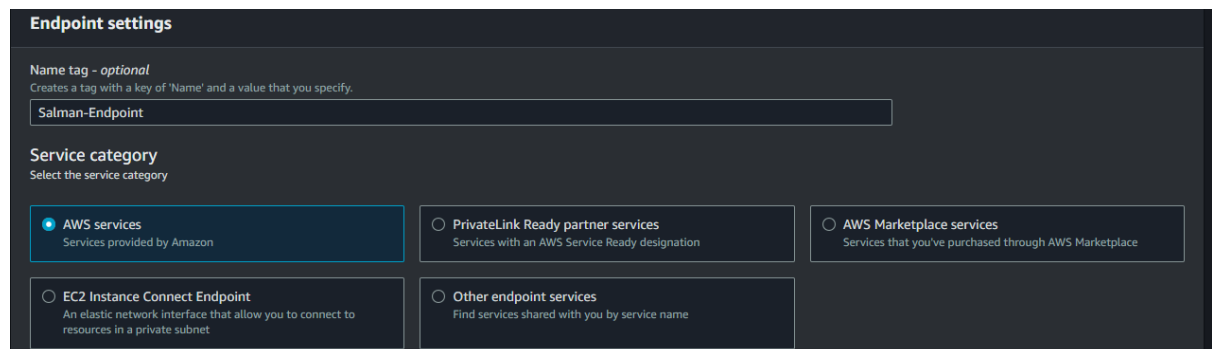 Endpoint settings
Name tag - optional
Creates a tag with a key of 'Name' and a value that you specify.
Salman-Endpoint
Service category
Select the service category
AWS services
Services provided by Amazon
PrivateLink Ready partner services
Services with an AWS Service Ready designation
AWS Marketplace services
Services that you've purchased through AWS Marketplace
EC2 Instance Connect Endpoint
An elastic network interface that allow you to connect to
resources in a private subnet
Other endpoint services
Find services shared with you by service name